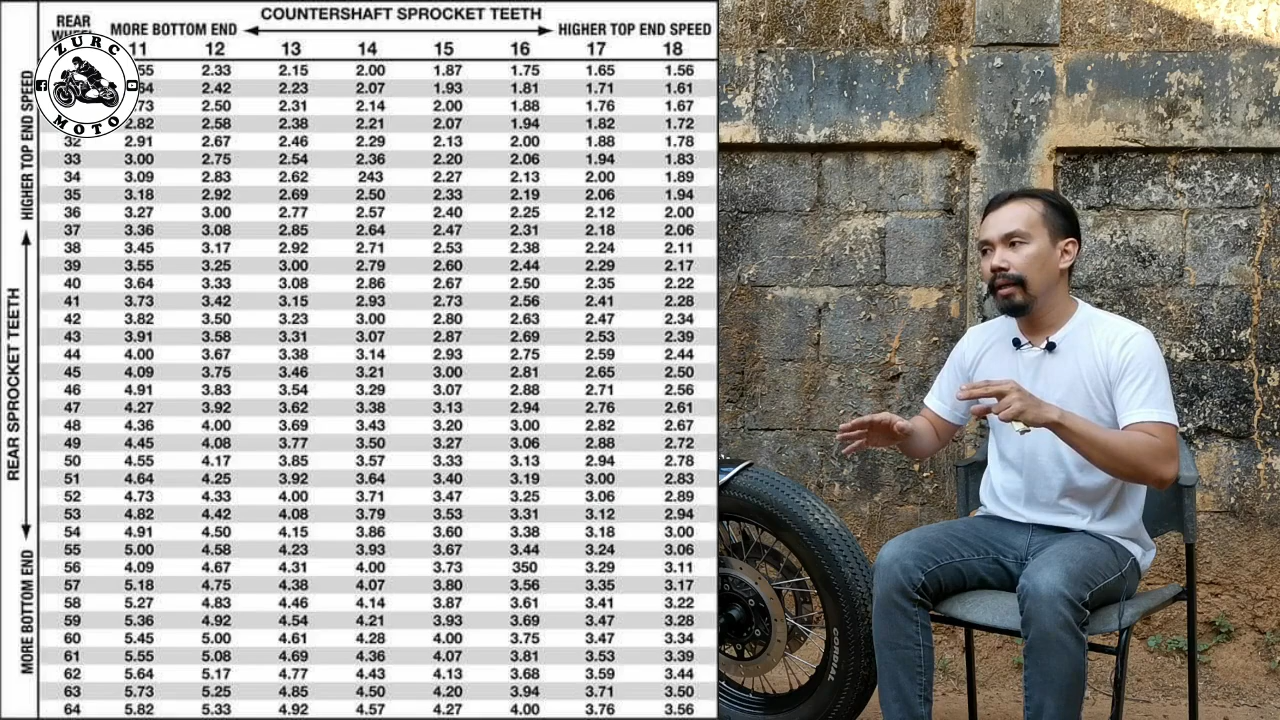 COUNTERSHAFT SPROCKET TEETH
REAR MORE BOTTOM END HIGHER TOP END SPEED
11 12 13 14 15 16 17 18
55 2.33 2.15 2.00 1.87 1.75 1.65 1.56
64 2.42 2.23 2.07 1.93 1.81 1.71 1.61
73 2.50 2.31 2.14 2.00 1.88 1.76 1.67
2.82 2.58 2.38 2.21 2.07 1.94 1.82 1.72
32 2.91 2.67 2.46 2.29 2.13 2.00 1.88 1.78
33 3.00 2.75 2.54 2.36 2.20 2.06 1.94 1.83
34 3.09 2.83 2.62 243 2.27 2.13 2.00 1.89
35 3.18 2.92 2.69 2.50 2.33 2.19 2.06 1.94
36 3.27 3.00 2.77 2.57 2.40 2.25 2.12 2.00
37 3.36 3.08 2.85 2.64 2.47 2.31 2.18 2.06
38 3.45 3.17 2.92 2.71 2.53 2.38 2.24 2.11
39 3.55 3.25 3.00 2.79 2.60 2.44 2.29 2.17
40 3.64 3.33 3.08 2.86 2.67 2.50 2.35 2.22
41 3.73 3.42 3.15 2.93 2.73 2.56 2.41 2.28
42 3.82 3.50 3.23 3.00 2.80 2.63 2.47 2.34
43 3.91 3.58 3.31 3.07 2.87 2.69 2.53 2.39
44 4.00 3.67 3.38 3.14 2.93 2.75 2.59 2.44
45 4.09 3.75 3.46 3.21 3.00 2.81 2.65 2.50
46 4.91 3.83 3.54 3.29 3.07 2.88 2.71 2.56
47 4.27 3.92 3.62 3.38 3.13 2.94 2.76 2.61
48 4.36 4.00 3.69 3.43 3.20 3.00 2.82 2.67
49 4.45 4.08 3.77 3.50 3.27 3.06 2.88 2.72
50 4.55 4.17 3.85 3.57 3.33 3.13 2.94 2.78
51 4.64 4.25 3.92 3.64 3.40 3.19 3.00 2.83
52 4.73 4.33 4.00 3.71 3.47 3.25 3.06 2.89
53 4.82 4.42 4.08 3.79 3.53 3.31 3.12 2.94
54 4.91 4.50 4.15 3.86 3.60 3.38 3.18 3.00
55 5.00 4.58 4.23 3.93 3.67 3.44 3.24 3.06
56 4.09 4.67 4.31 4.00 3.73 350 3.29 3.11
57 5.18 4.75 4.38 4.07 3.80 3.56 3.35 3.17
58 5.27 4.83 4.46 4.14 3.87 3.61 3.41 3.22
59 5.36 4.92 4.54 4.21 3.93 3.69 3.47 3.28
60 5.45 5.00 4.61 4.28 4.00 3.75 3.47 3.34
61 5.55 5.08 4.69 4.36 4.07 3.81 3.53 3.39
62 5.64 5.17 4.77 4.43 4.13 3.68 3.59 3.44
63 5.73 5.25 4.85 4.50 4.20 3.94 3.71 3.50
64 5.82 5.33 4.92 4.57 4.27 4.00 3.76 3.56
HIGHER TOP END SPEED
REAR SPROCKET TEETH
MORE BOTTOM END
ZURC
MOTO
CORDIAL